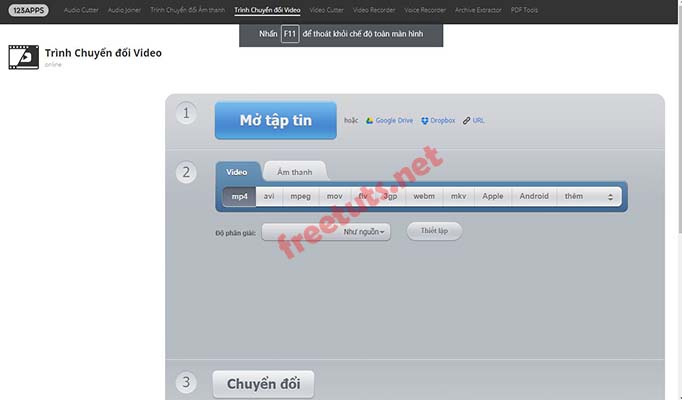 123APPS Audio Cutter Audio Joiner Trình Chuyển đổi Âm thanh Trình Chuyển đổi Video Video Cutter Video Recorder Voice Recorder Archive Extractor PDF Tools
Nhấn F11 để thoát khỏi chế độ toàn màn hình
Trình Chuyển đổi Video
online
1 Mở tập tin hoặc Google Drive Dropbox URL
2 Video Âm thanh
mp4 avi mpeg mov flv 3gp webm mkv Apple Android thêm
Độ phân giải: Như nguồn Thiết lập
freetuts.net
3 Chuyển đổi